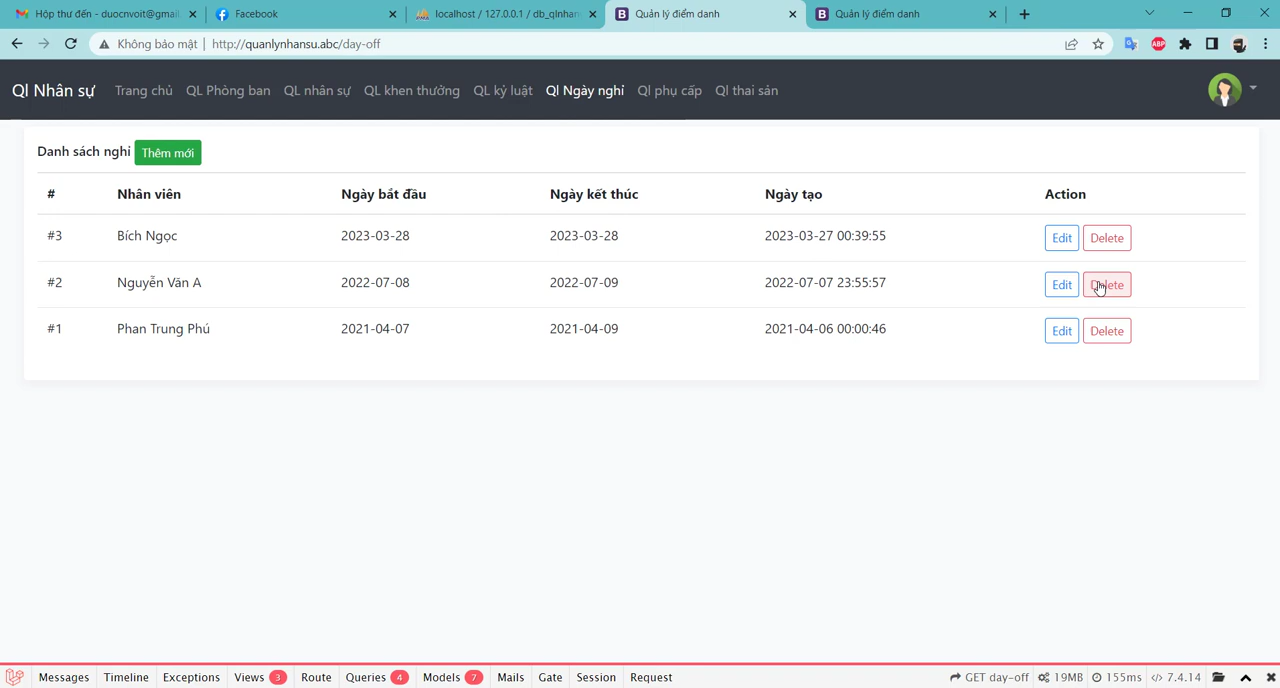 Hộp thư đến - duocnvoit@gmail
Facebook
localhost / 127.0.0.1 / db_qlnhan
Quản lý điểm danh
Quản lý điểm danh
Không bảo mật | http://quanlynhansu.abc/day-off
ABP
Ql Nhân sự Trang chủ QL Phòng ban QL nhân sự QL khen thưởng QL kỷ luật Ql Ngày nghỉ Ql phụ cấp Ql thai sản
Danh sách nghỉ Thêm mới
# Nhân viên Ngày bắt đầu Ngày kết thúc Ngày tạo Action
#3 Bích Ngọc 2023-03-28 2023-03-28 2023-03-27 00:39:55 Edit Delete
#2 Nguyễn Văn A 2022-07-08 2022-07-09 2022-07-07 23:55:57 Edit Delete
#1 Phan Trung Phú 2021-04-07 2021-04-09 2021-04-06 00:00:46 Edit Delete
Messages Timeline Exceptions Views 3 Route Queries 4 Models 7 Mails Gate Session Request GET day-off 19MB 155ms 7.4.14